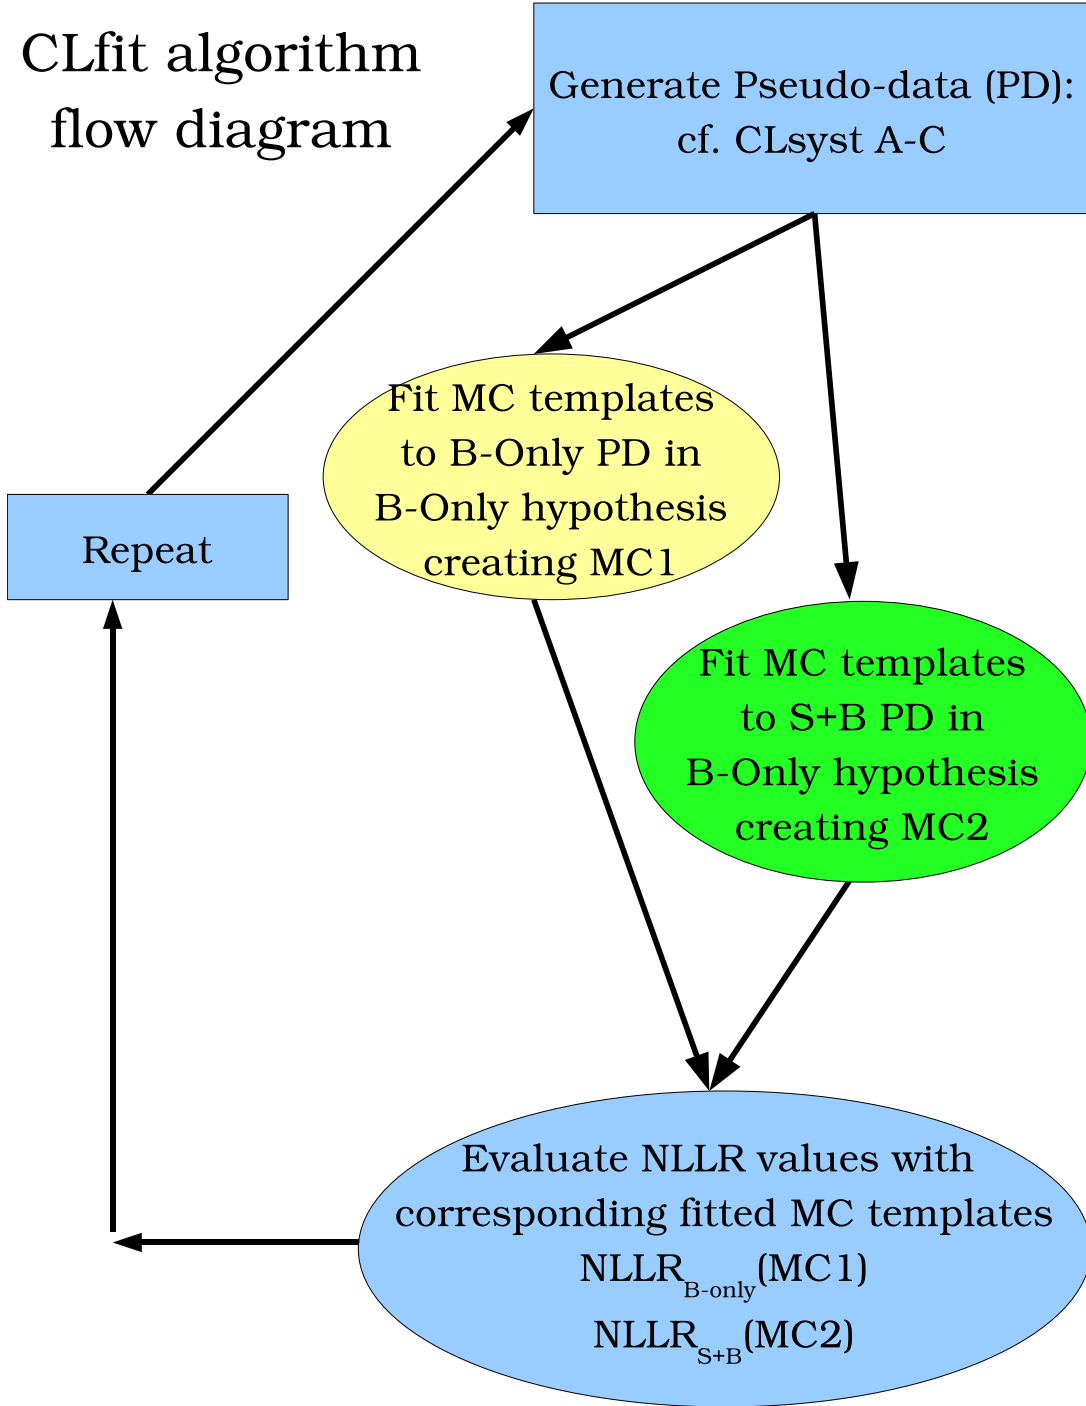 CLfit algorithm
flow diagram
Generate Pseudo-data (PD):
cf. CLsyst A-C
Fit MC templates
to B-Only PD in
B-Only hypothesis
creating MC1
Repeat
Fit MC templates
to S+B PD in
B-Only hypothesis
creating MC2
Evaluate NLLR values with
corresponding fitted MC templates
NLLR B-only (MC1)
NLLR S+B (MC2)